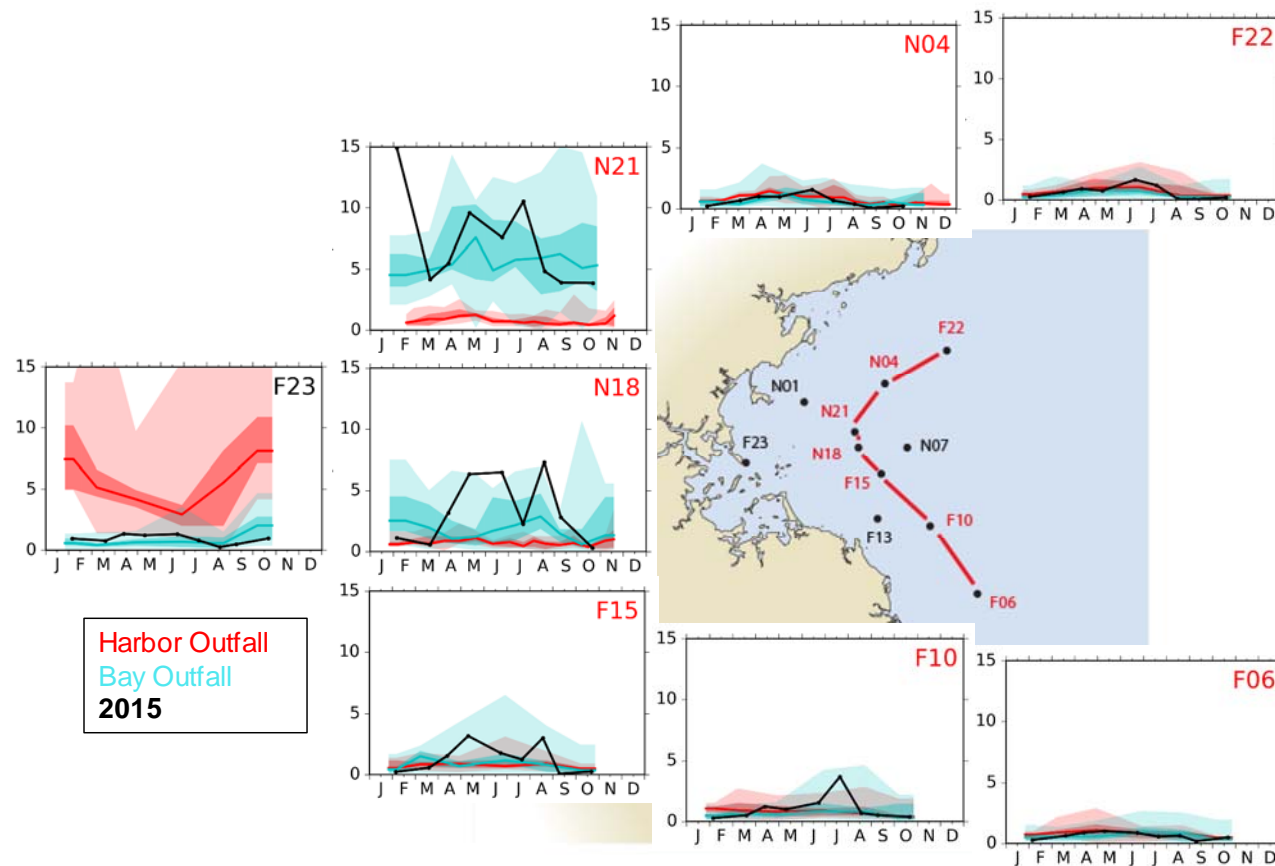 N04
15
10
5
0
J F M A M J J A S O N D
F22
15
10
5
0
J F M A M J J A S O N D
N21
15
10
5
0
J F M A M J J A S O N D
F23
15
10
5
0
J F M A M J J A S O N D
N18
15
10
5
0
J F M A M J J A S O N D
F22
N04
N01
N21
F23
N18
N07
F15
F10
F13
F06
F15
15
10
5
0
J F M A M J J A S O N D
Harbor Outfall
Bay Outfall
2015
F10
15
10
5
0
J F M A M J J A S O N D
F06
15
10
5
0
J F M A M J J A S O N D